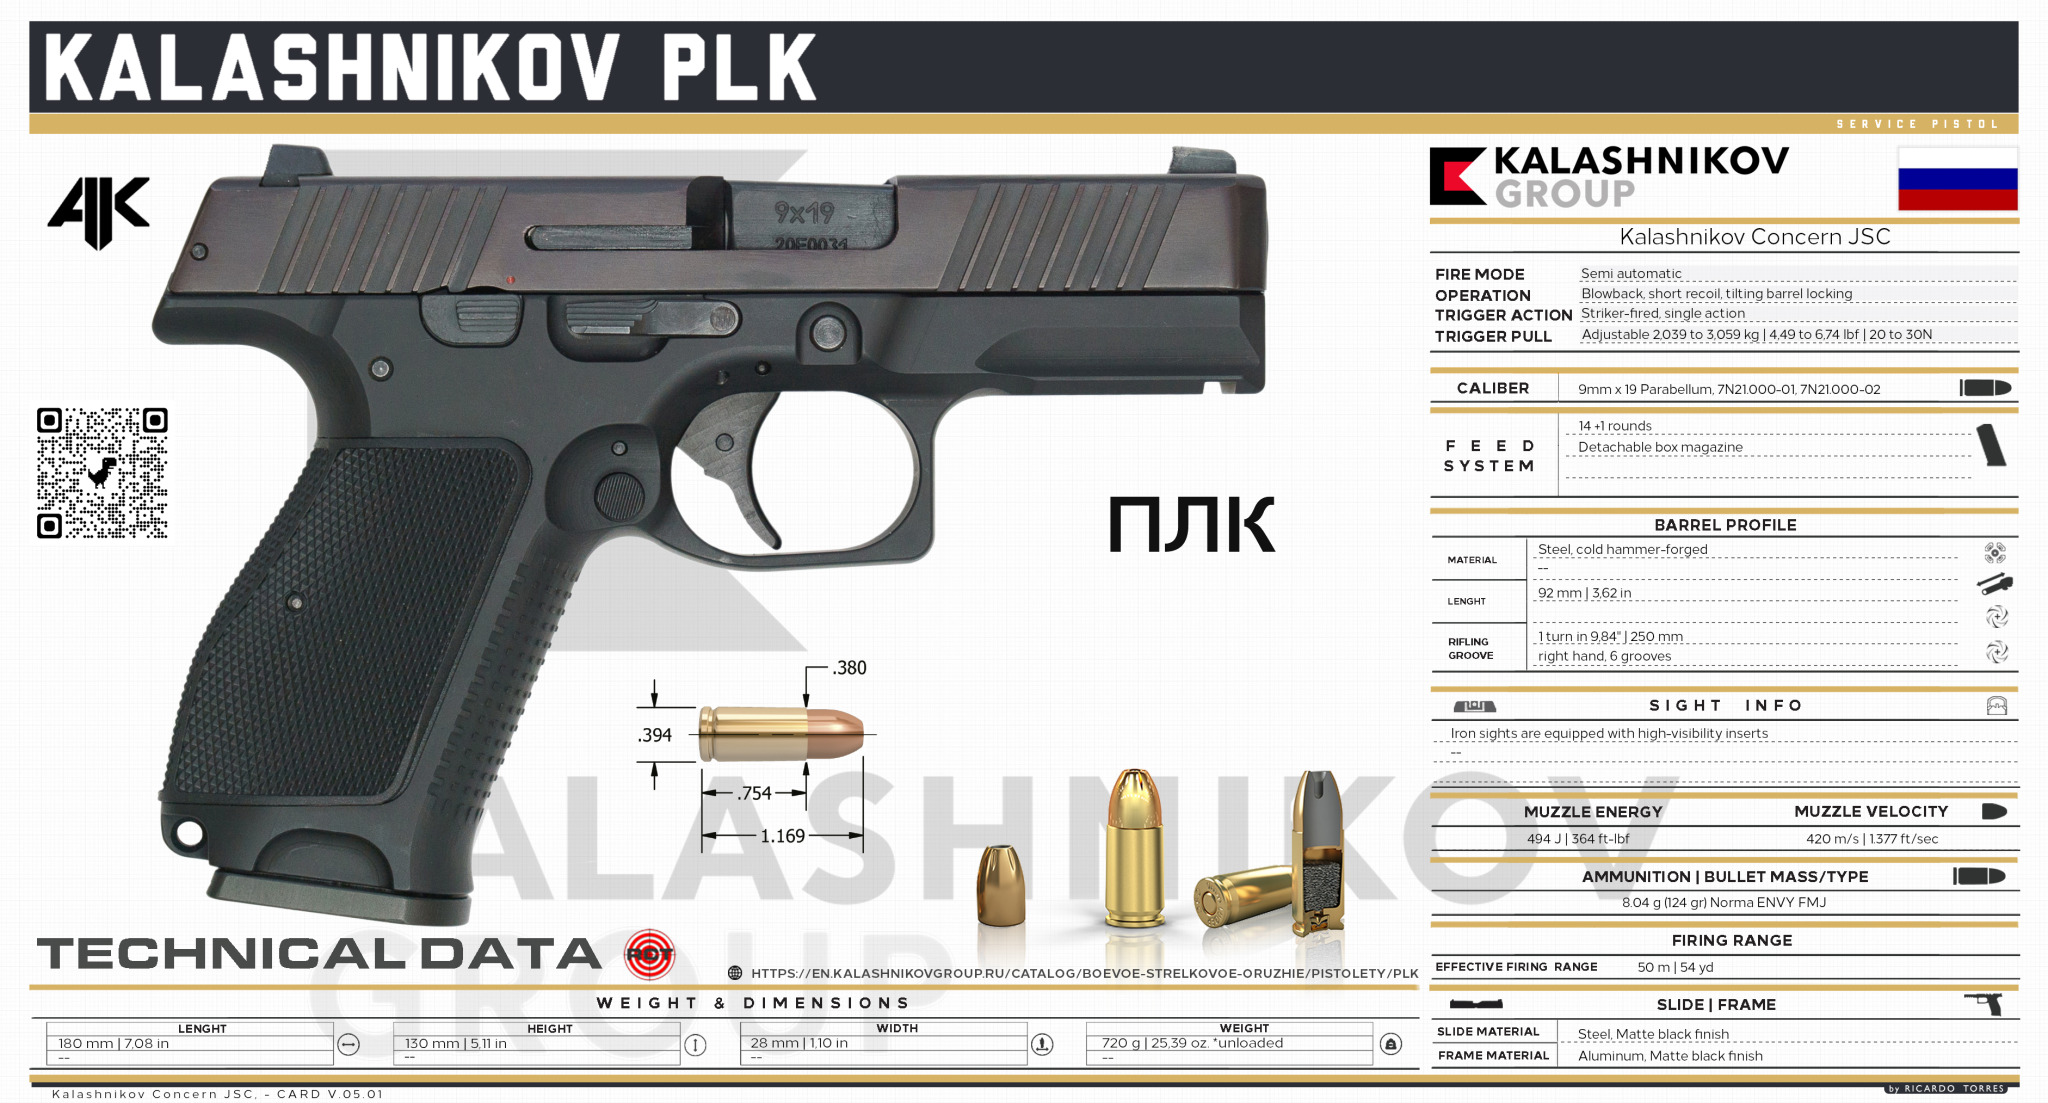 KALASHNIKOV PLK
SERVICE PISTOL
AK
KALASHNIKOV
GROUP
Kalashnikov Concern JSC
FIRE MODE Semi automatic
OPERATION Blowback, short recoil, tilting barrel locking
TRIGGER ACTION Striker-fired, single action
TRIGGER PULL Adjustable 2,039 to 3,059 kg | 4,49 to 6,74 lbf | 20 to 30N
CALIBER 9mm x 19 Parabellum, 7N21.000-01, 7N21.000-02
FEED SYSTEM
14 +1 rounds
Detachable box magazine
BARREL PROFILE
MATERIAL Steel, cold hammer-forged
--
LENGHT 92 mm | 3,62 in
RIFLING GROOVE
1 turn in 9,84" | 250 mm
right hand, 6 grooves
SIGHT INFO
Iron sights are equipped with high-visibility inserts
--
MUZZLE ENERGY MUZZLE VELOCITY
494 J | 364 ft-lbf 420 m/s | 1.377 ft/sec
AMMUNITION | BULLET MASS/TYPE
8.04 g (124 gr) Norma ENVY FMJ
FIRING RANGE
EFFECTIVE FIRING RANGE 50 m | 54 yd
SLIDE | FRAME
SLIDE MATERIAL Steel, Matte black finish
FRAME MATERIAL Aluminum, Matte black finish
9x19
20E0031
ПЛК
.380
.394
.754
1.169
KALASHNIKOV
GROUP
TECHNICAL DATA
RDT
HTTPS://EN.KALASHNIKOVGROUP.RU/CATALOG/BOEVOE-STRELKOVOE-ORUZHIE/PISTOLETY/PLK
WEIGHT & DIMENSIONS
LENGHT HEIGHT WIDTH WEIGHT
180 mm | 7,08 in 130 mm | 5,11 in 28 mm | 1,10 in 720 g | 25,39 oz. *unloaded
-- -- -- --
Kalashnikov Concern JSC, - CARD V.05.01
by RICARDO TORRES